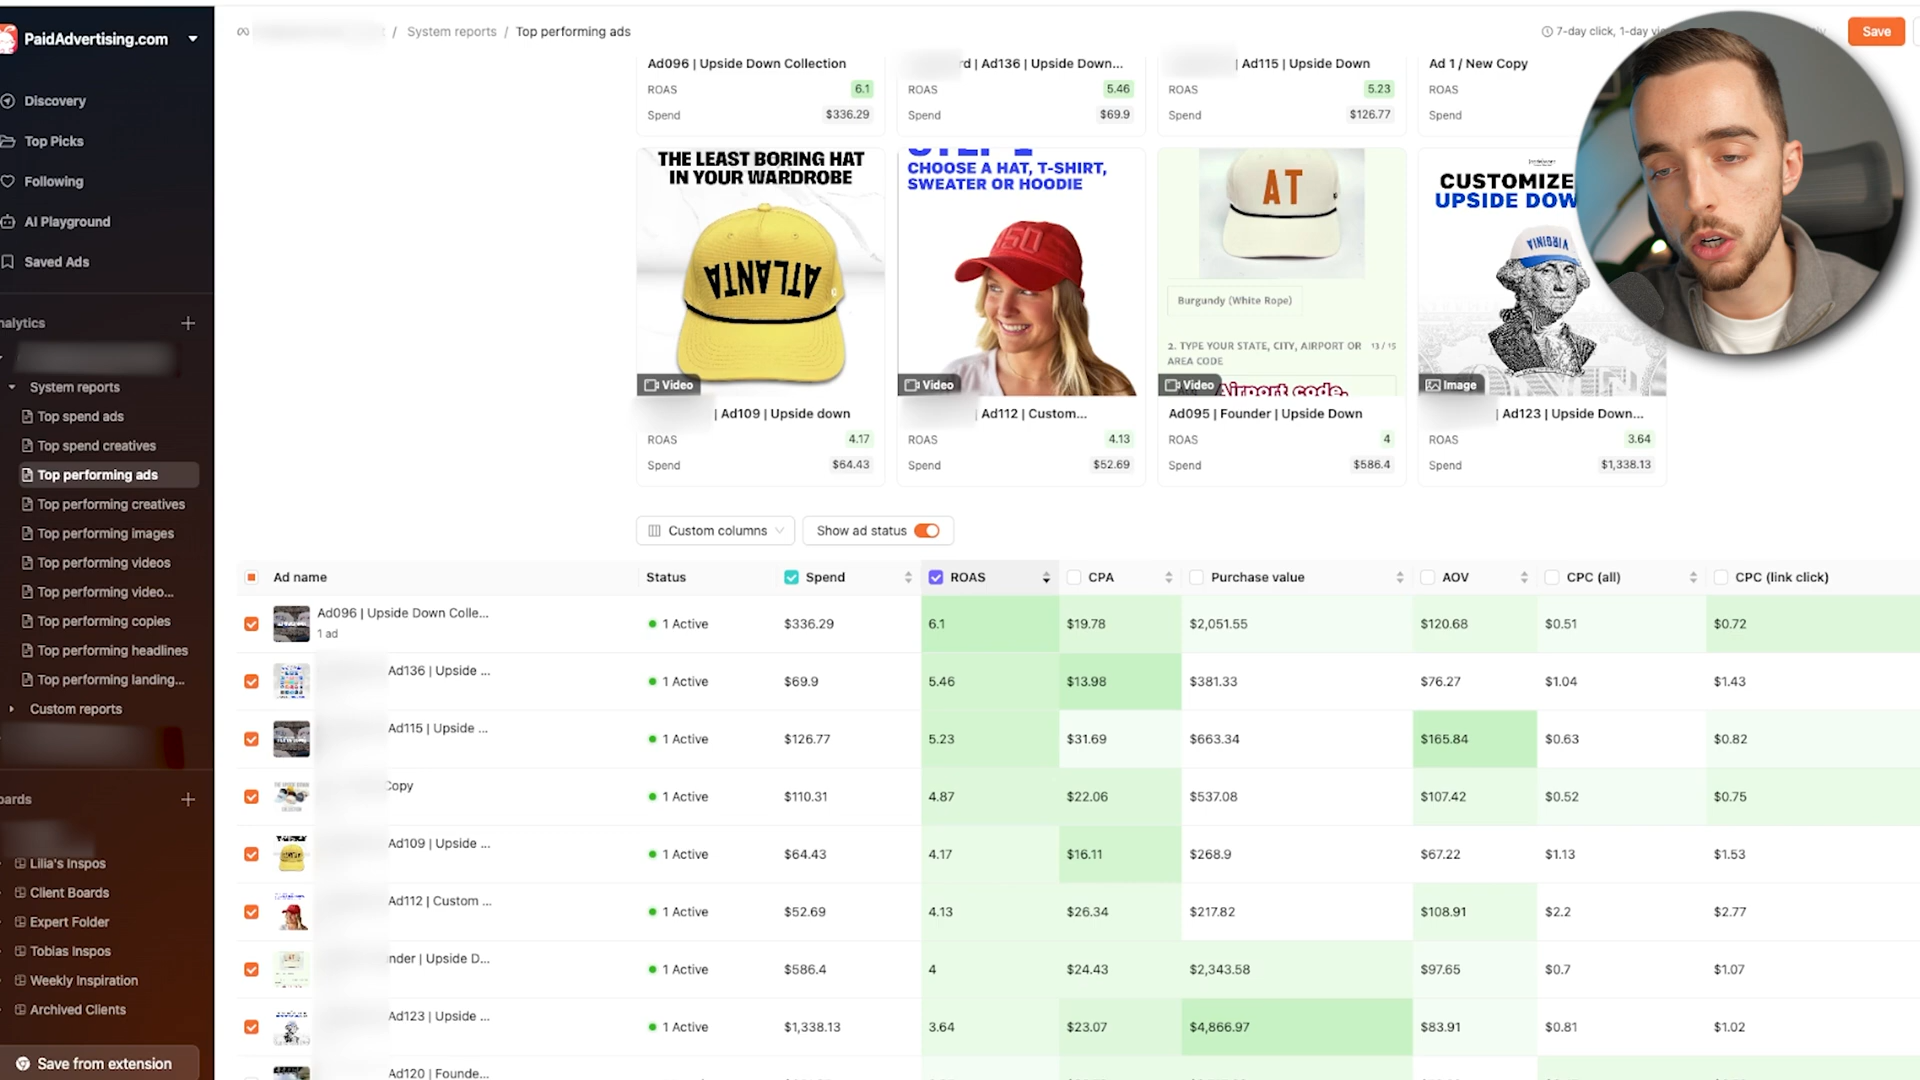 PaidAdvertising.com
Discovery
Top Picks
Following
AI Playground
Saved Ads
nalytics
System reports
Top spend ads
Top spend creatives
Top performing ads
Top performing creatives
Top performing images
Top performing videos
Top performing video...
Top performing copies
Top performing headlines
Top performing landing...
Custom reports
oards
Lilia's Inspos
Client Boards
Expert Folder
Tobias Inspos
Weekly Inspiration
Archived Clients
Save from extension
/ System reports / Top performing ads
7-day click, 1-day
Save
Ad096 | Upside Down Collection
ROAS 6.1
Spend $336.29
rd | Ad136 | Upside Down...
ROAS 5.46
Spend $69.9
| Ad115 | Upside Down
ROAS 5.23
Spend $126.77
Ad 1 / New Copy
ROAS
Spend
THE LEAST BORING HAT
IN YOUR WARDROBE
ATLANTA
Video
| Ad109 | Upside down
ROAS 4.17
Spend $64.43
STEP 1
CHOOSE A HAT, T-SHIRT,
SWEATER OR HOODIE
Video
| Ad112 | Custom...
ROAS 4.13
Spend $52.69
AT
Burgundy (White Rope)
2. TYPE YOUR STATE, CITY, AIRPORT OR 13 / 15
AREA CODE
Airport code,
Video
Ad095 | Founder | Upside Down
ROAS 4
Spend $586.4
CUSTOMIZE
UPSIDE DOW
VIRGINIA
Image
| Ad123 | Upside Down...
ROAS 3.64
Spend $1,338.13
Custom columns
Show ad status
Ad name Status Spend ROAS CPA Purchase value AOV CPC (all) CPC (link click)
Ad096 | Upside Down Colle... 1 Active $336.29 6.1 $19.78 $2,051.55 $120.68 $0.51 $0.72
1 ad
Ad136 | Upside ... 1 Active $69.9 5.46 $13.98 $381.33 $76.27 $1.04 $1.43
Ad115 | Upside ... 1 Active $126.77 5.23 $31.69 $663.34 $165.84 $0.63 $0.82
Copy 1 Active $110.31 4.87 $22.06 $537.08 $107.42 $0.52 $0.75
Ad109 | Upside ... 1 Active $64.43 4.17 $16.11 $268.9 $67.22 $1.13 $1.53
Ad112 | Custom ... 1 Active $52.69 4.13 $26.34 $217.82 $108.91 $2.2 $2.77
nder | Upside D... 1 Active $586.4 4 $24.43 $2,343.58 $97.65 $0.7 $1.07
Ad123 | Upside ... 1 Active $1,338.13 3.64 $23.07 $4,866.97 $83.91 $0.81 $1.02
Ad120 | Founde...